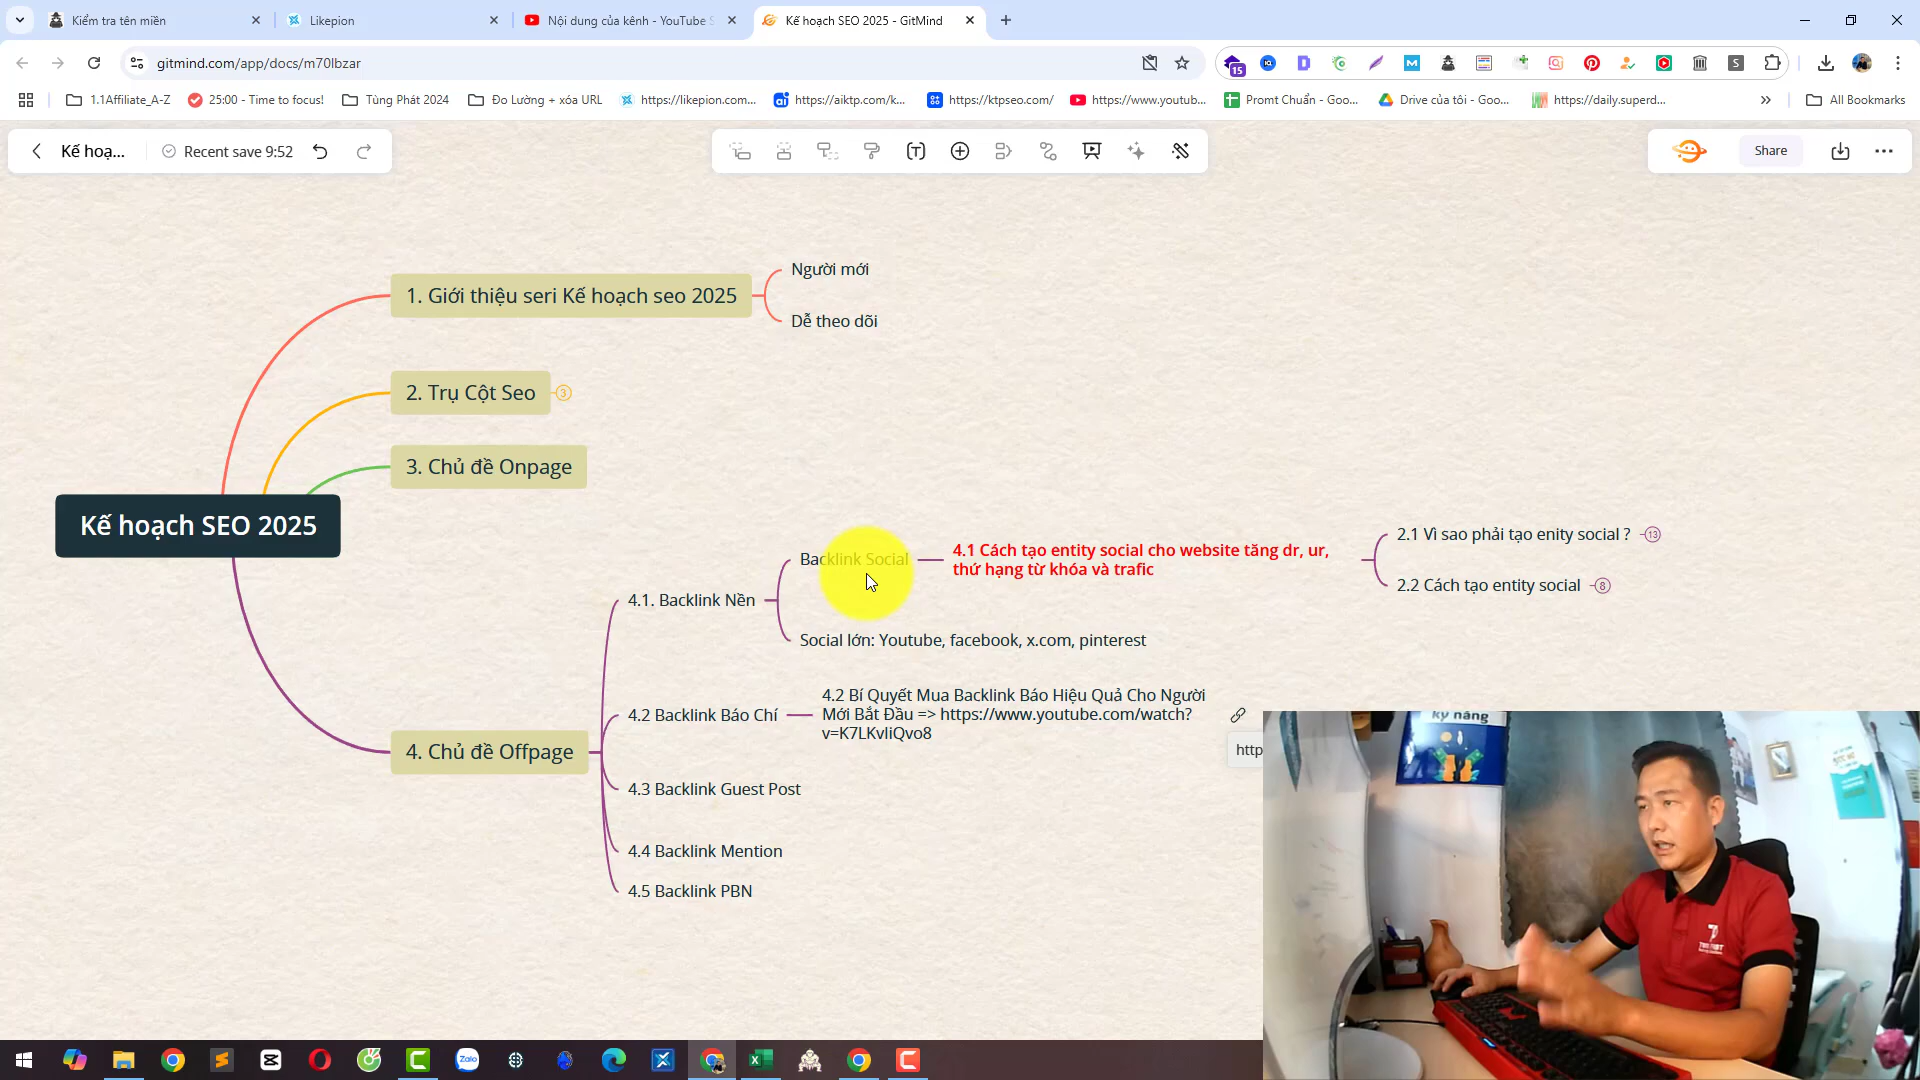 Kiểm tra tên miền
Likepion
Nội dung của kênh - YouTube S
Kế hoạch SEO 2025 - GitMind
gitmind.com/app/docs/m70lbzar
15
1.1Affiliate_A-Z
25:00 - Time to focus!
Tùng Phát 2024
Đo Lường + xóa URL
https://likepion.com...
https://aiktp.com/k...
https://ktpseo.com/
https://www.youtub...
Promt Chuẩn - Goo...
Drive của tôi - Goo...
https://daily.superd...
All Bookmarks
Kế hoạ...
Recent save 9:52
Share
1. Giới thiệu seri Kế hoạch seo 2025
Người mới
Dễ theo dõi
2. Trụ Cột Seo
3
3. Chủ đề Onpage
Kế hoạch SEO 2025
Backlink Social
4.1 Cách tạo entity social cho website tăng dr, ur,
thứ hạng từ khóa và trafic
2.1 Vì sao phải tạo enity social ?
13
2.2 Cách tạo entity social
8
4.1. Backlink Nền
Social lớn: Youtube, facebook, x.com, pinterest
4.2 Backlink Báo Chí
4.2 Bí Quyết Mua Backlink Báo Hiệu Quả Cho Người
Mới Bắt Đầu => https://www.youtube.com/watch?
v=K7LKvIiQvo8
http
4. Chủ đề Offpage
4.3 Backlink Guest Post
4.4 Backlink Mention
4.5 Backlink PBN
kỹ năng
Zalo